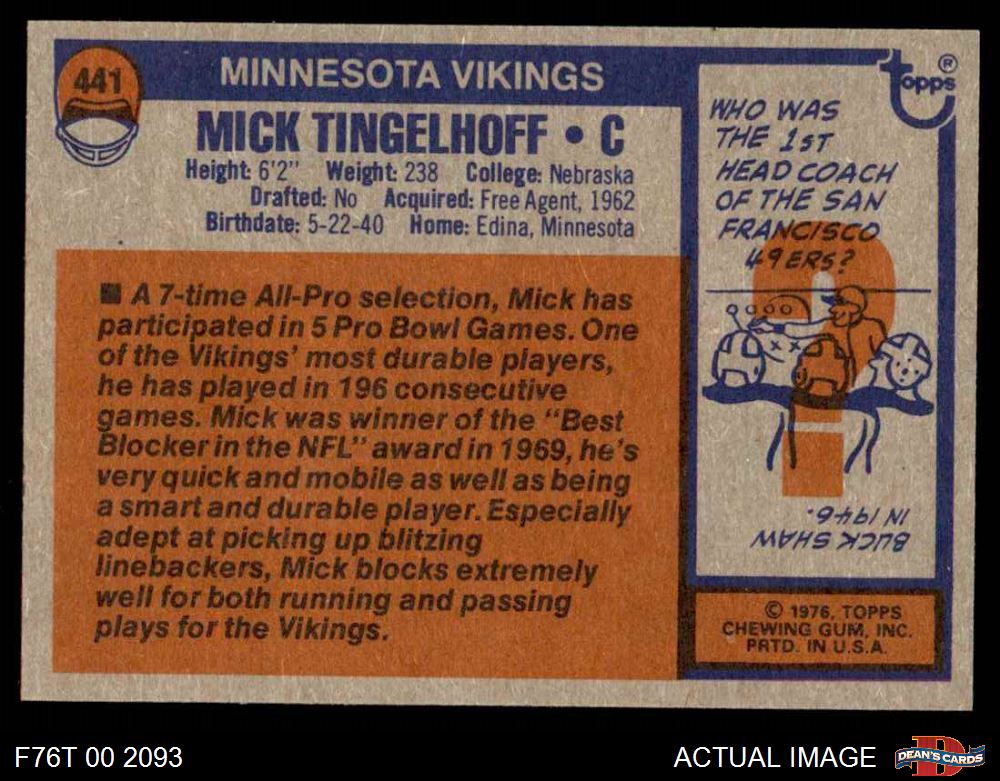 441
MINNESOTA VIKINGS
MICK TINGELHOFF • C
Height: 6'2" Weight: 238 College: Nebraska
Drafted: No Acquired: Free Agent, 1962
Birthdate: 5-22-40 Home: Edina, Minnesota
■ A 7-time All-Pro selection, Mick has
participated in 5 Pro Bowl Games. One
of the Vikings' most durable players,
he has played in 196 consecutive
games. Mick was winner of the "Best
Blocker in the NFL" award in 1969, he's
very quick and mobile as well as being
a smart and durable player. Especially
adept at picking up blitzing
linebackers, Mick blocks extremely
well for both running and passing
plays for the Vikings.
topps®
WHO WAS
THE 1ST
HEAD COACH
OF THE SAN
FRANCISCO
49ERS?
?
BUCK SHAW
IN 1946.
© 1976, TOPPS
CHEWING GUM, INC.
PRTD. IN U.S.A.
F76T 00 2093
ACTUAL IMAGE
D
DEAN'S CARDS